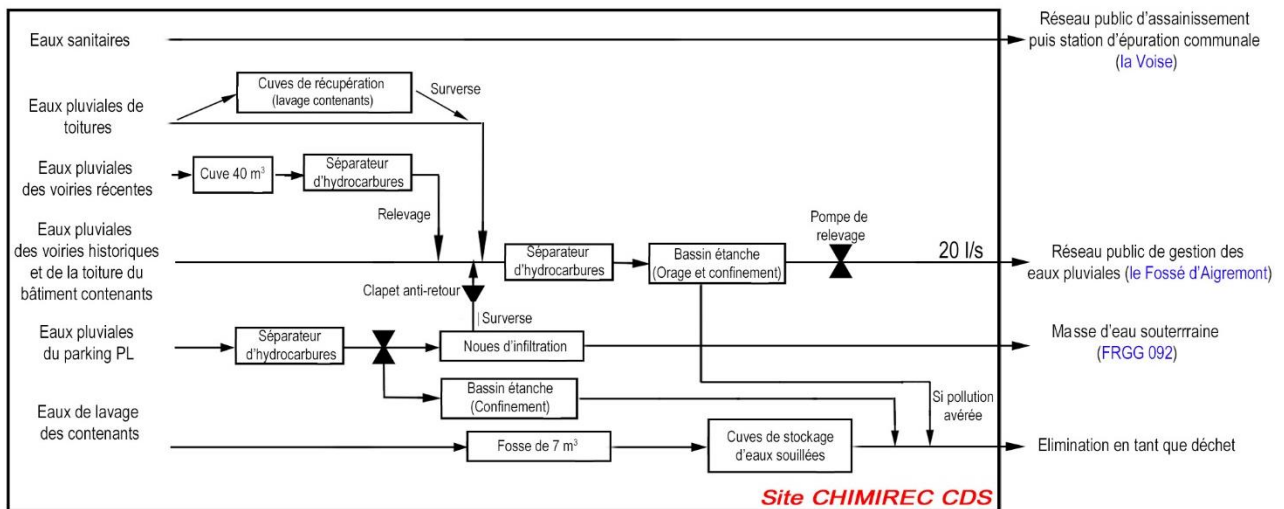 Eaux sanitaires
Réseau public d'assainissement
puis station d'épuration communale
(la Voise)
Cuves de récupération
(lavage contenants)
Surverse
Eaux pluviales de
toitures
Eaux pluviales
des voiries récentes
Cuve 40 m³
Séparateur
d'hydrocarbures
Relevage
Eaux pluviales
des voiries historiques
et de la toiture du
bâtiment contenants
Séparateur
d'hydrocarbures
Bassin étanche
(Orage et confinement)
Pompe de
relevage
20 l/s
Réseau public de gestion des
eaux pluviales (le Fossé d'Aigremont)
Clapet anti-retour
Surverse
Eaux pluviales
du parking PL
Séparateur
d'hydrocarbures
Noues d'infiltration
Masse d'eau souterrraine
(FRGG 092)
Bassin étanche
(Confinement)
Si pollution
avérée
Eaux de lavage
des contenants
Fosse de 7 m³
Cuves de stockage
d'eaux souillées
Elimination en tant que déchet
Site CHIMIREC CDS